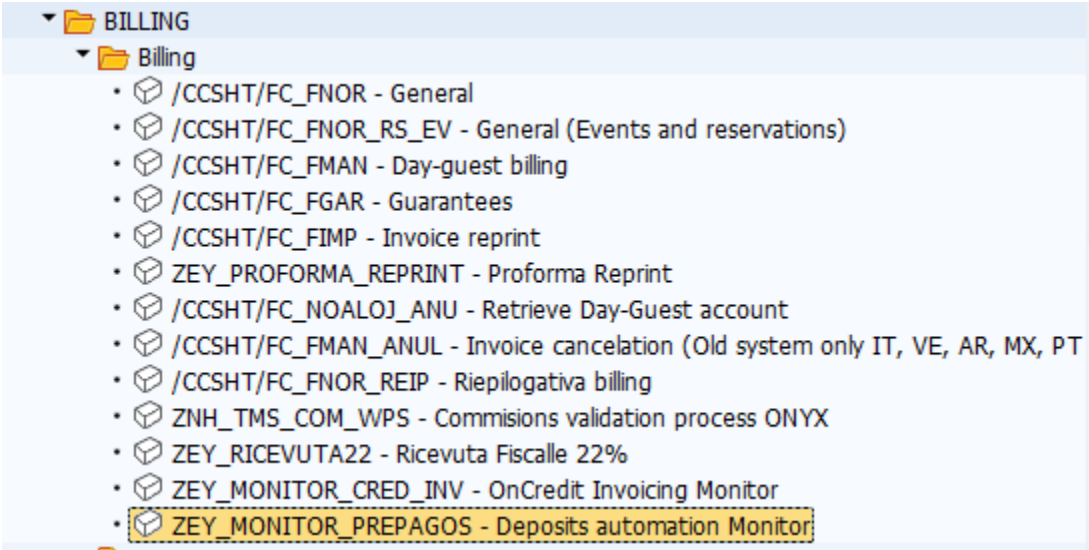 BILLING
Billing
/CCSHT/FC_FNOR - General
/CCSHT/FC_FNOR_RS_EV - General (Events and reservations)
/CCSHT/FC_FMAN - Day-guest billing
/CCSHT/FC_FGAR - Guarantees
/CCSHT/FC_FIMP - Invoice reprint
ZEY_PROFORMA_REPRINT - Proforma Reprint
/CCSHT/FC_NOALOJ_ANU - Retrieve Day-Guest account
/CCSHT/FC_FMAN_ANUL - Invoice cancelation (Old system only IT, VE, AR, MX, PT
/CCSHT/FC_FNOR_REIP - Riepilogativa billing
ZNH_TMS_COM_WPS - Commisions validation process ONYX
ZEY_RICEVUTA22 - Ricevuta Fiscalle 22%
ZEY_MONITOR_CRED_INV - OnCredit Invoicing Monitor
ZEY_MONITOR_PREPAGOS - Deposits automation Monitor